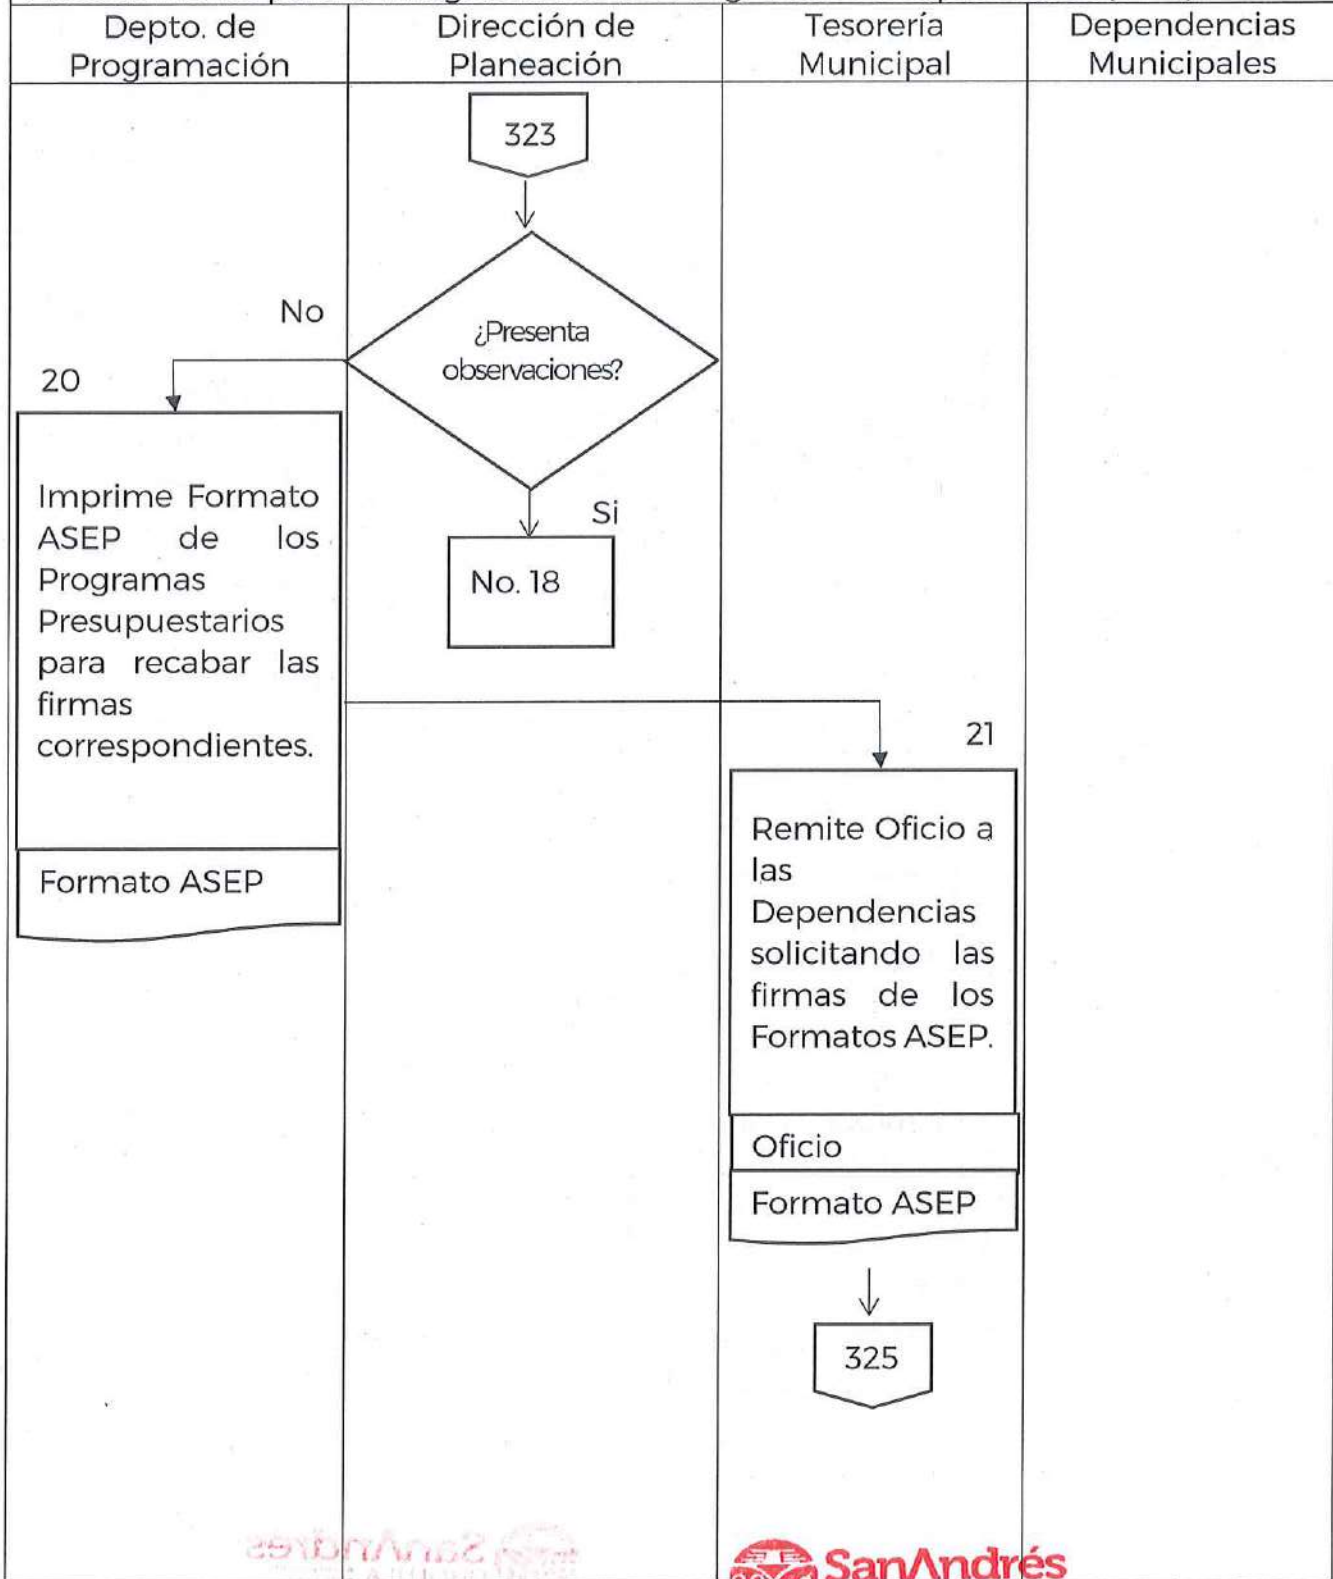 Depto. de
Programación
Dirección de
Planeación
Tesorería
Municipal
Dependencias
Municipales
323
¿Presenta
observaciones?
No
Si
No. 18
20
Imprime Formato
ASEP de los
Programas
Presupuestarios
para recabar las
firmas
correspondientes.
Formato ASEP
21
Remite Oficio a
las
Dependencias
solicitando las
firmas de los
Formatos ASEP.
Oficio
Formato ASEP
325
SanAndrés